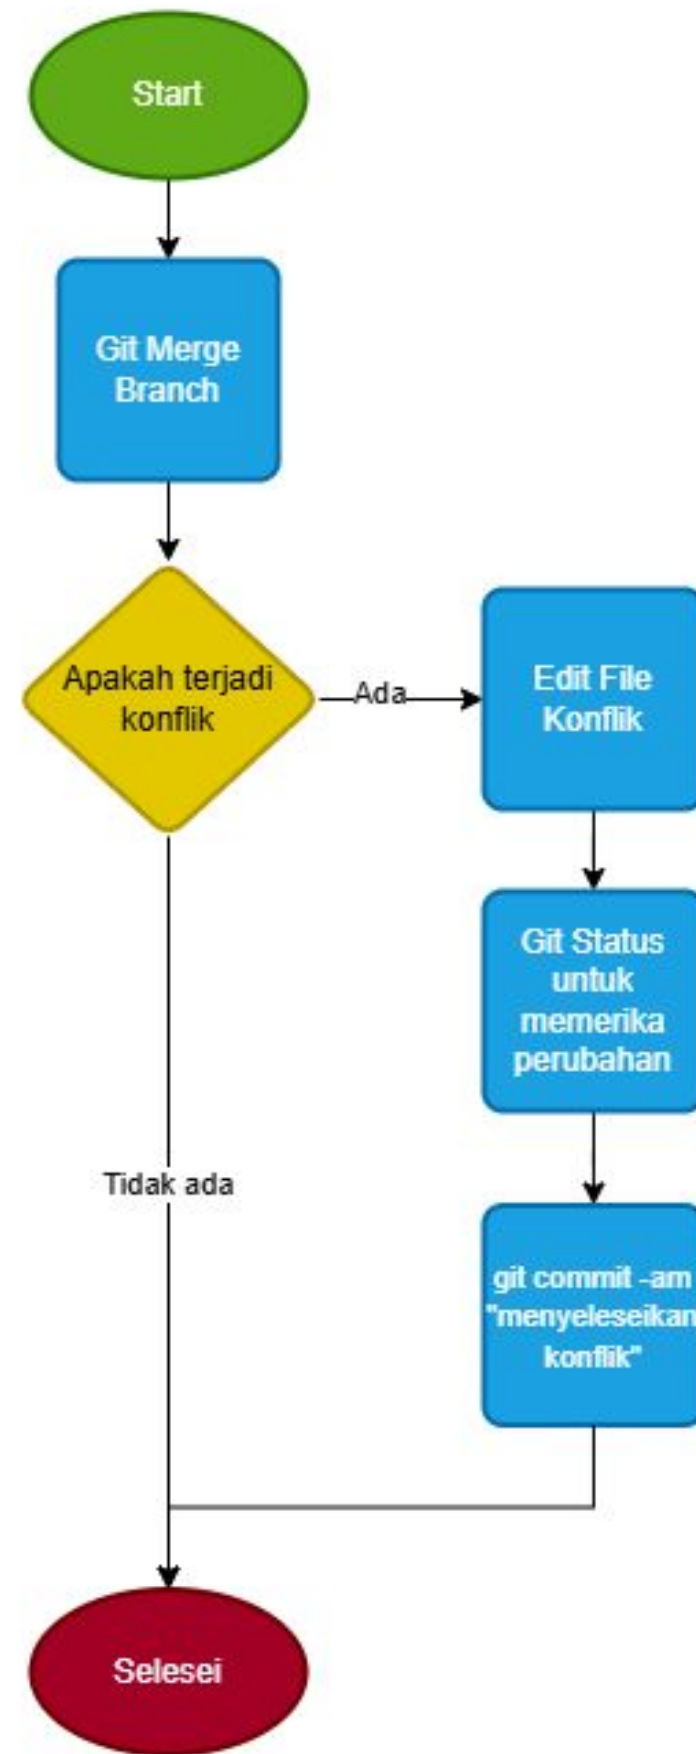 Start
Git Merge
Branch
Apakah terjadi
konflik
Ada
Edit File
Konflik
Git Status
untuk
memerika
perubahan
Tidak ada
git commit -am
"menyeleseikan
konflik"
Selesei